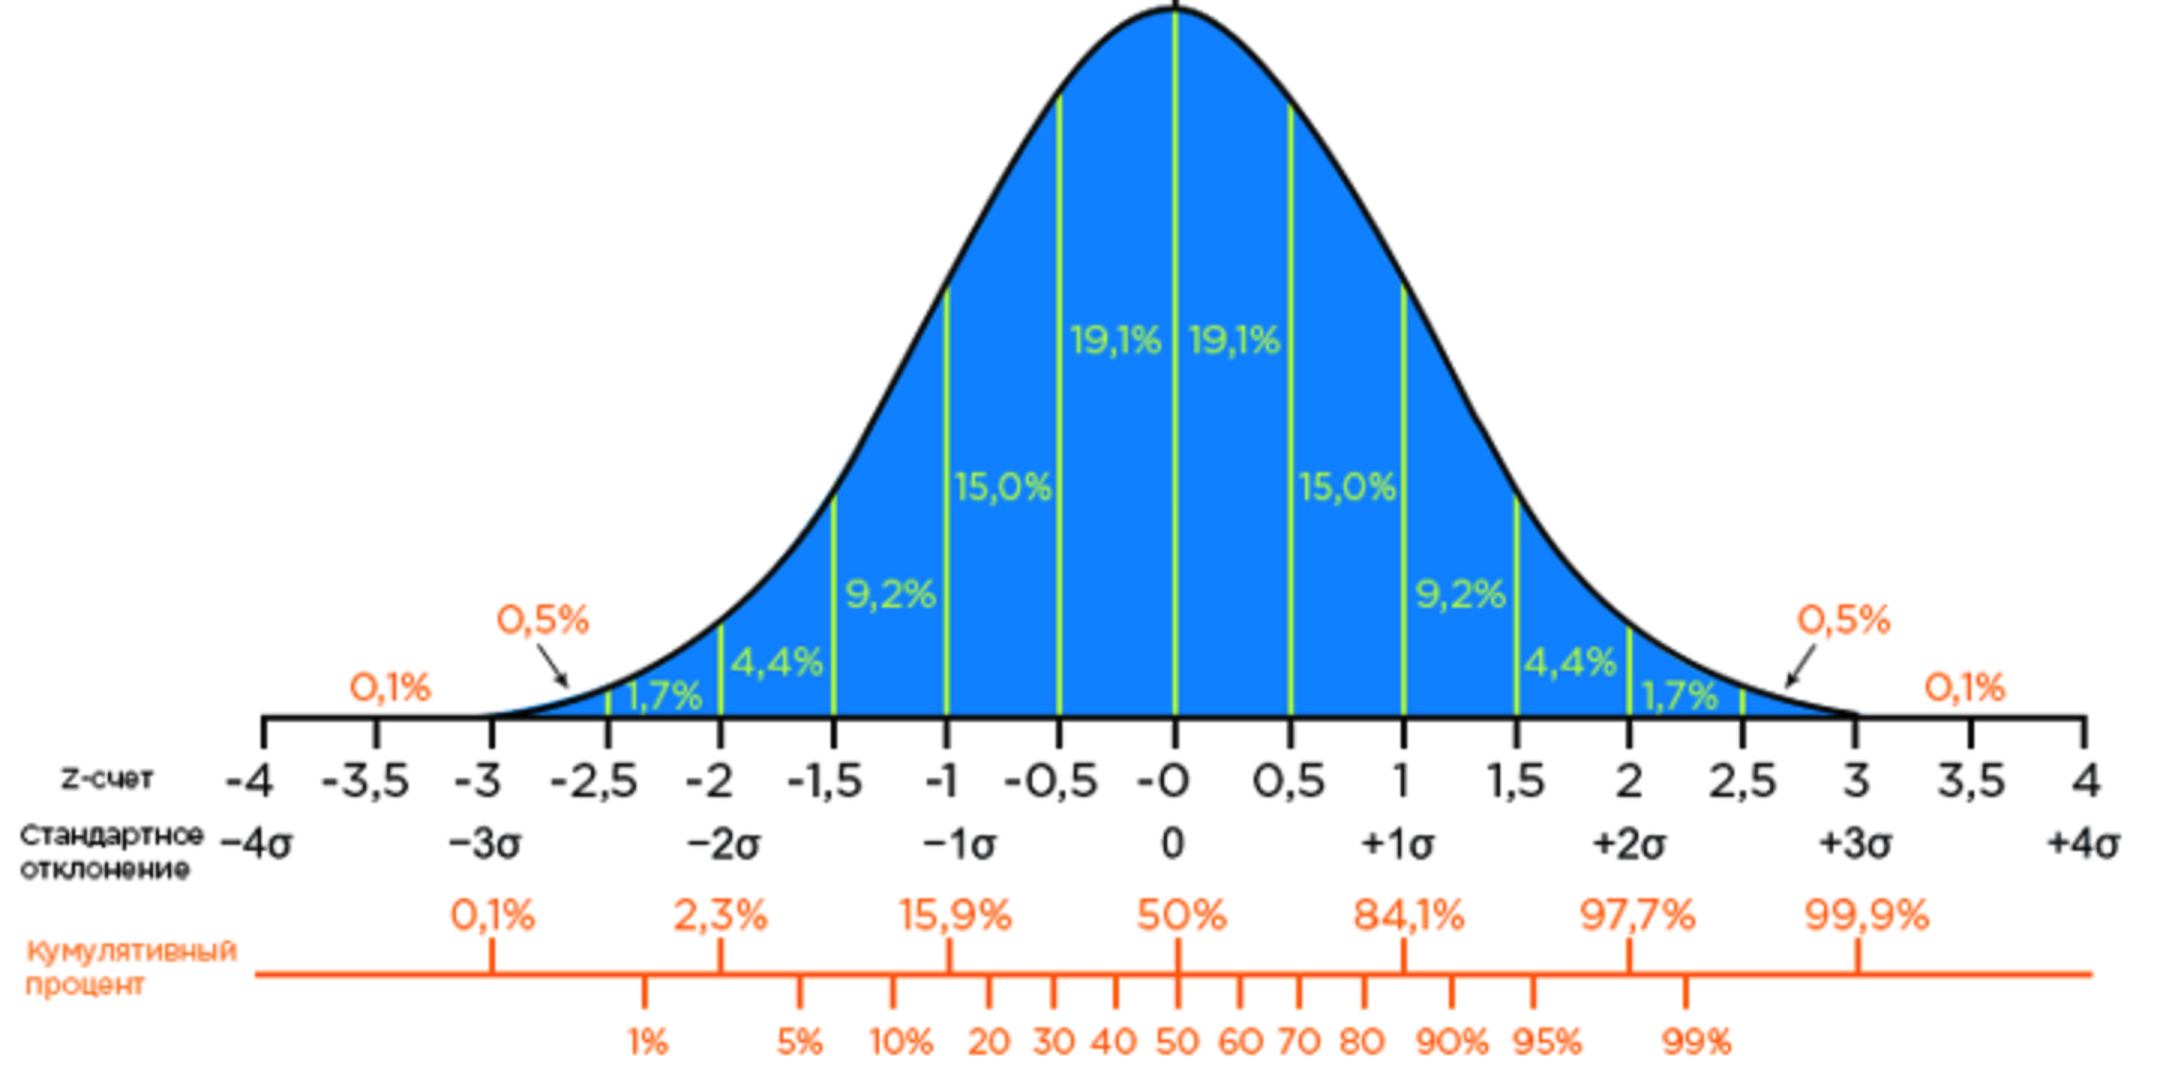 19,1% 19,1%
15,0% 15,0%
9,2% 9,2%
0,5% 0,5%
4,4% 4,4%
0,1% 1,7% 1,7% 0,1%
z-счет -4 -3,5 -3 -2,5 -2 -1,5 -1 -0,5 -0 0,5 1 1,5 2 2,5 3 3,5 4
Стандартное
отклонение
−4σ −3σ −2σ −1σ 0 +1σ +2σ +3σ +4σ
0,1% 2,3% 15,9% 50% 84,1% 97,7% 99,9%
Кумулятивный
процент
1% 5% 10% 20 30 40 50 60 70 80 90% 95% 99%